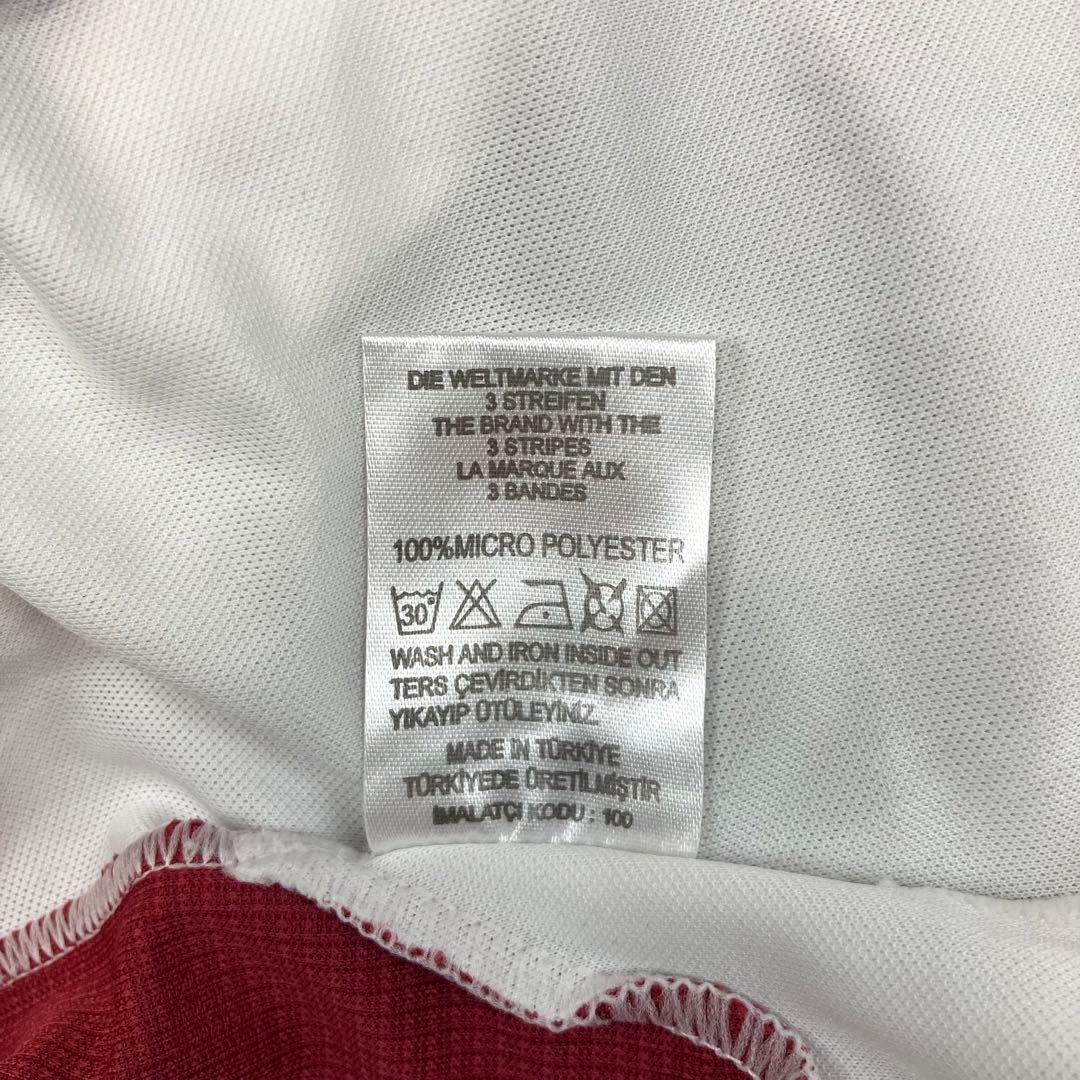 DIE WELTMARKE MIT DEN
3 STREIFEN
THE BRAND WITH THE
3 STRIPES
LA MARQUE AUX
3 BANDES
100%MICRO POLYESTER
30°
WASH AND IRON INSIDE OUT
TERS ÇEVİRDİKTEN SONRA
YIKAYIP ÜTÜLEYİNİZ.
MADE IN TÜRKİYE
TÜRKİYEDE ÜRETİLMİŞTİR
İMALATÇI KODU : 100